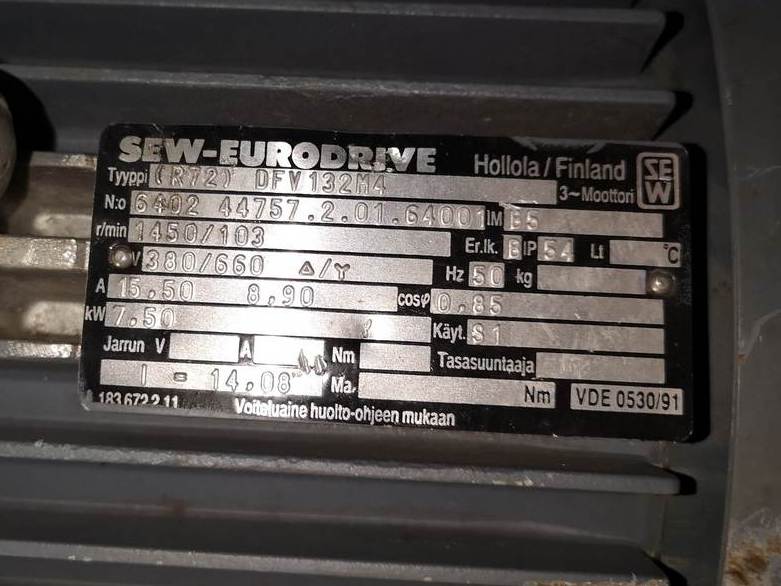 SEW-EURODRIVE Hollola / Finland SEW
Tyyppi (R72) DFV132M4 3~Moottori
N:o 6402 44757.2.01.64001 IM B5
r/min 1450/103 Er.lk. B IP 54 Lt °C
V 380/660 Δ/Y Hz 50 kg
A 15.50 8,90 cosφ 0,85
kW 7.50 Käyt. S1
Jarrun V A Nm Tasasuuntaaja
I = 14,08 Ma. Nm VDE 0530/91
183 672 2.11 Voiteluaine huolto-ohjeen mukaan